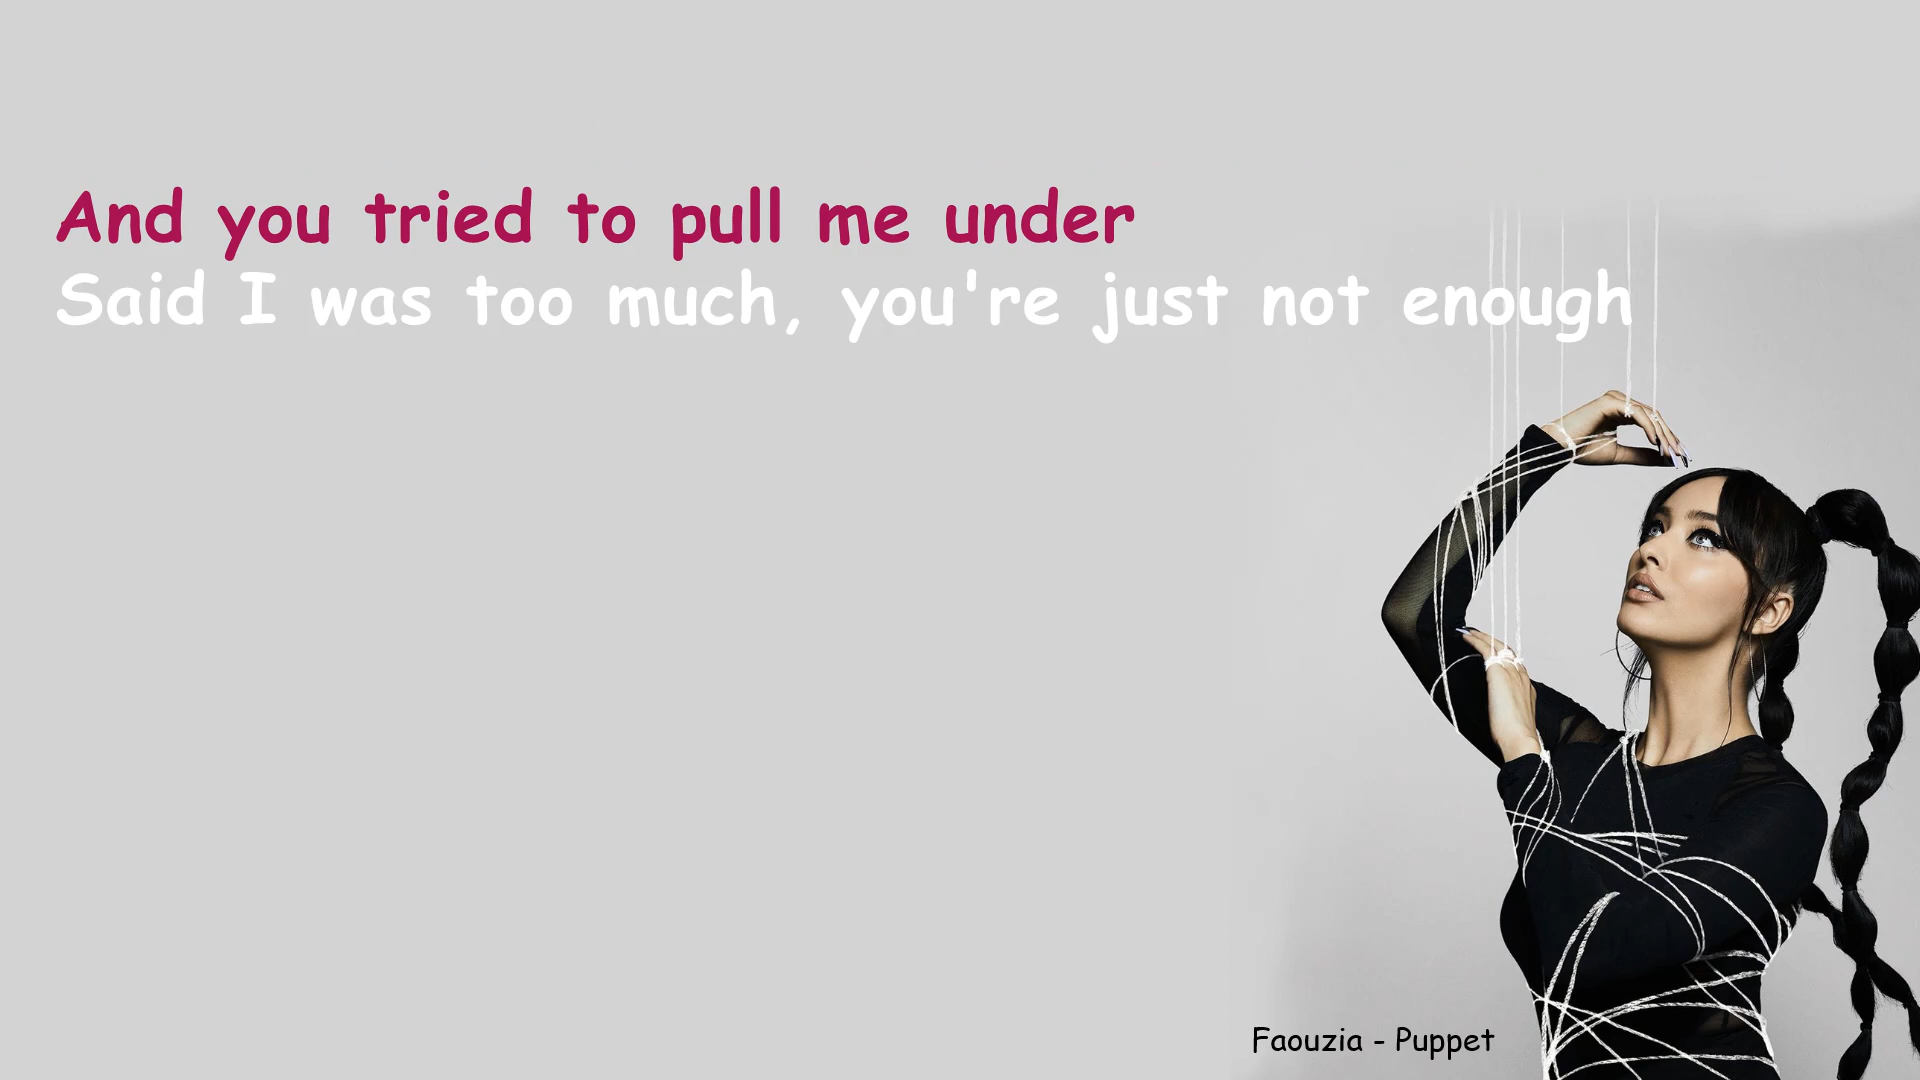 And you tried to pull me under
Said I was too much, you're just not enough
Faouzia - Puppet